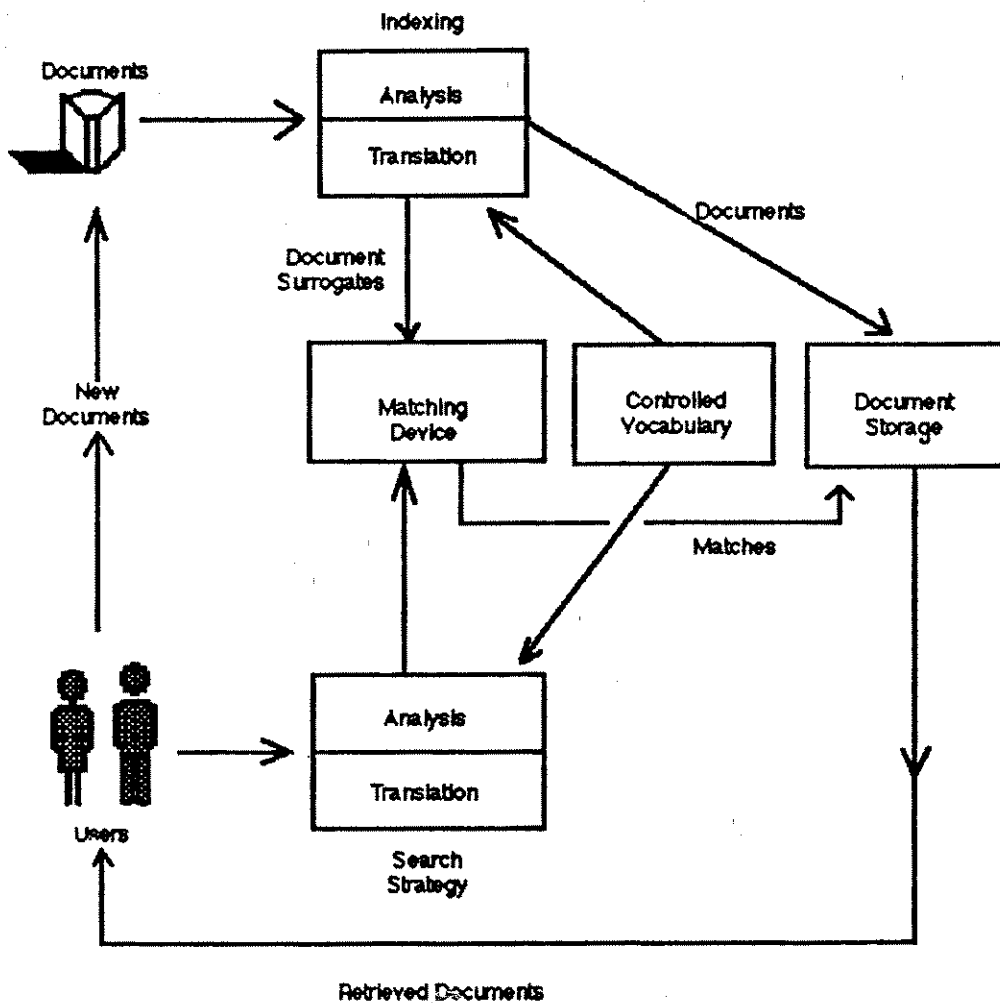 Indexing
Documents
Analysis
Translation
Documents
Document
Surrogates
New
Documents
Matching
Device
Controlled
Vocabulary
Document
Storage
Matches
Analysis
Translation
Users
Search
Strategy
Retrieved Documents